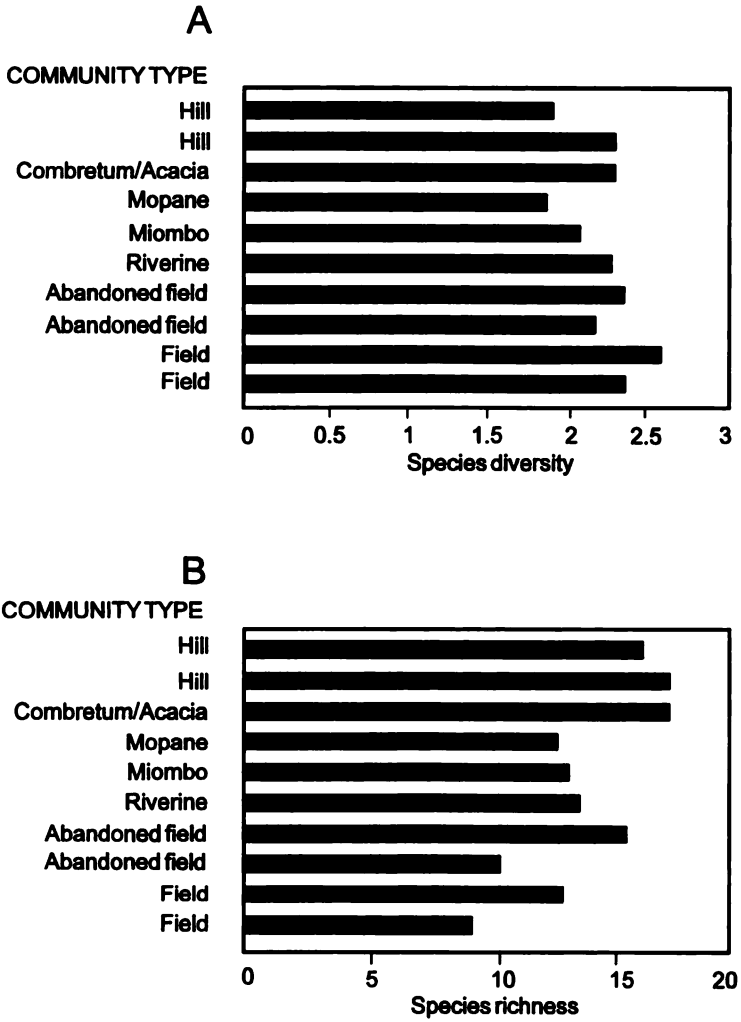 A
COMMUNITY TYPE
Hill
Hill
Combretum/Acacia
Mopane
Miombo
Riverine
Abandoned field
Abandoned field
Field
Field
0 0.5 1 1.5 2 2.5 3
Species diversity
B
COMMUNITY TYPE
Hill
Hill
Combretum/Acacia
Mopane
Miombo
Riverine
Abandoned field
Abandoned field
Field
Field
0 5 10 15 20
Species richness